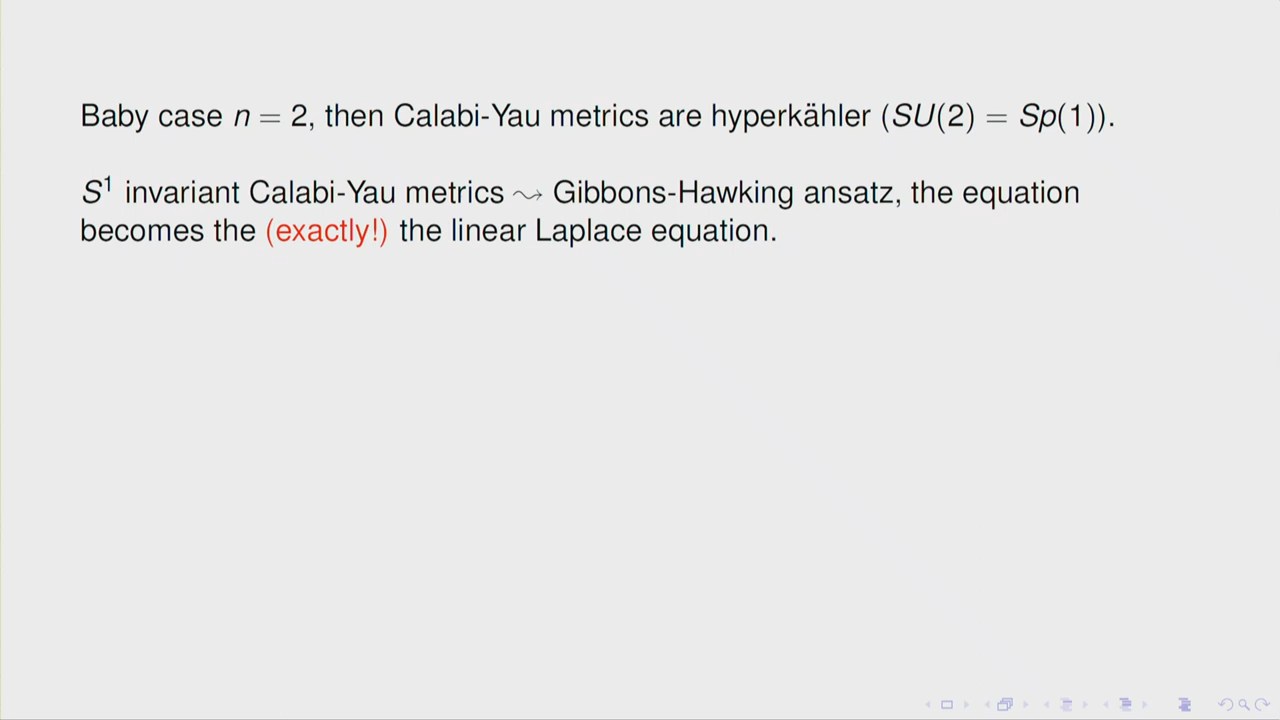 Baby case n = 2, then Calabi-Yau metrics are hyperkähler (SU(2) = Sp(1)).
S¹ invariant Calabi-Yau metrics ⤳ Gibbons-Hawking ansatz, the equation
becomes the (exactly!) the linear Laplace equation.